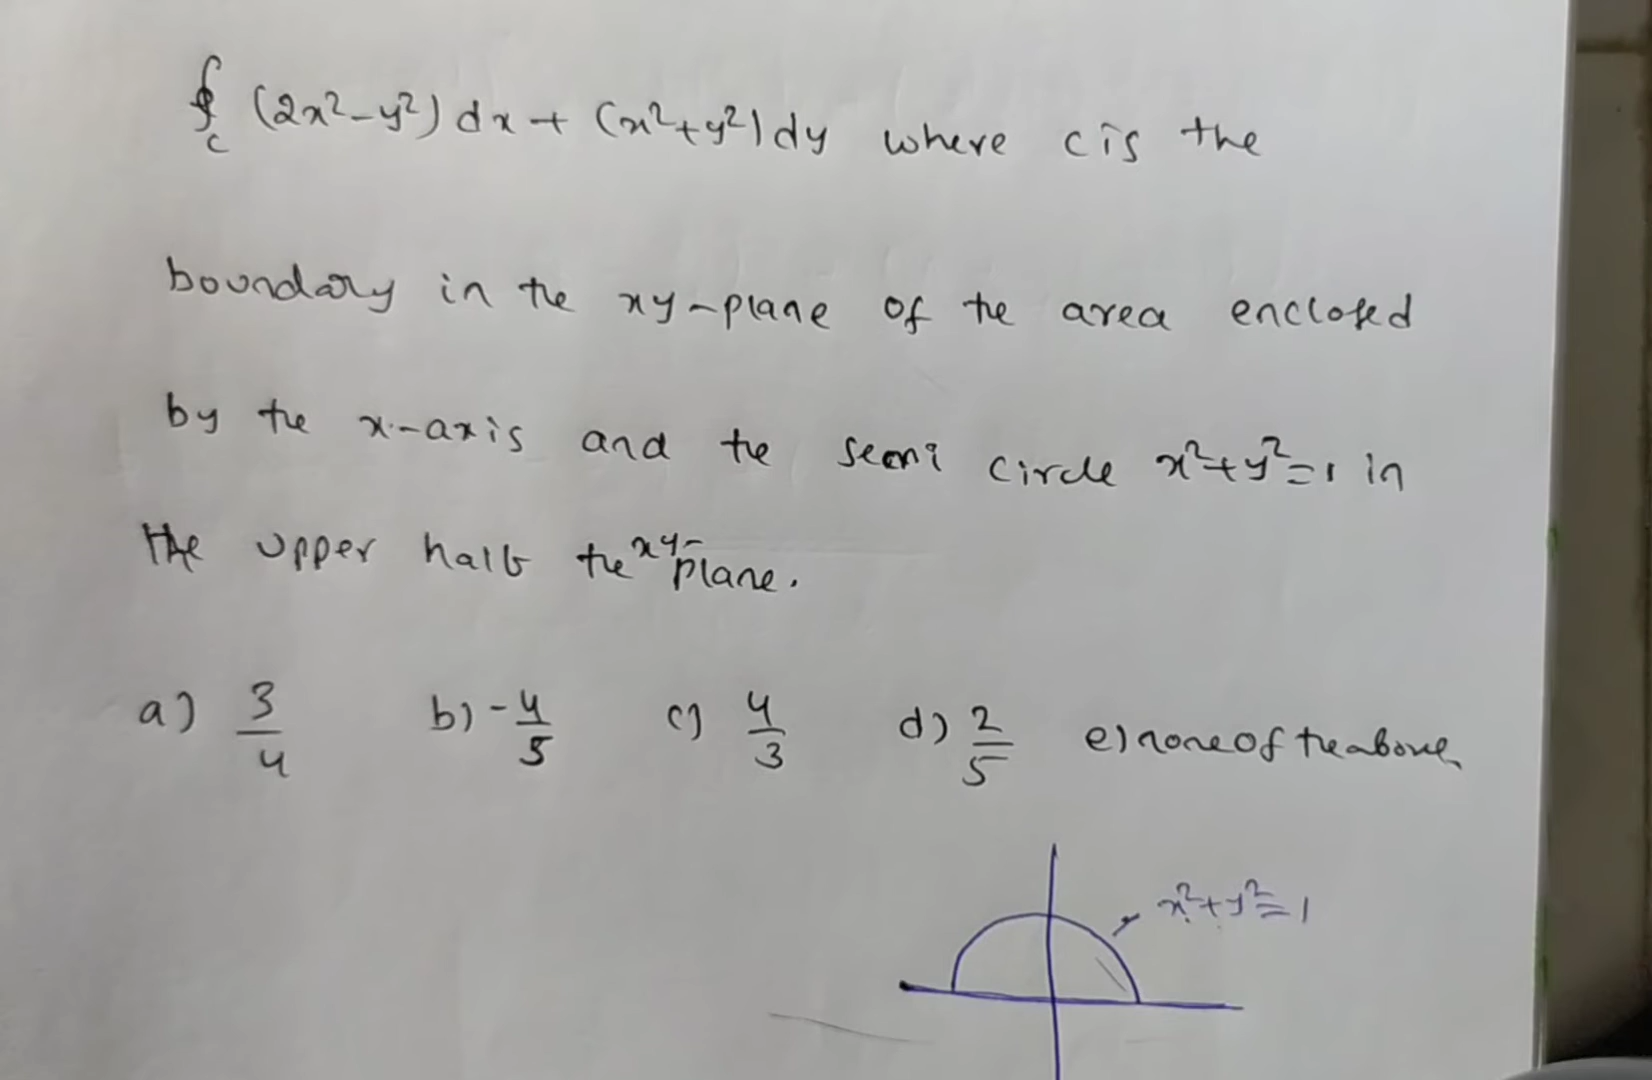 ∮c (2x²-y²) dx + (x²+y²) dy where c is the
boundary in the xy-plane of the area enclosed
by the x-axis and the semi circle x²+y²=1 in
the upper half the xy-plane.
a) 3/4 b) -4/5 c) 4/3 d) 2/5 e) none of the above.
x²+y²=1